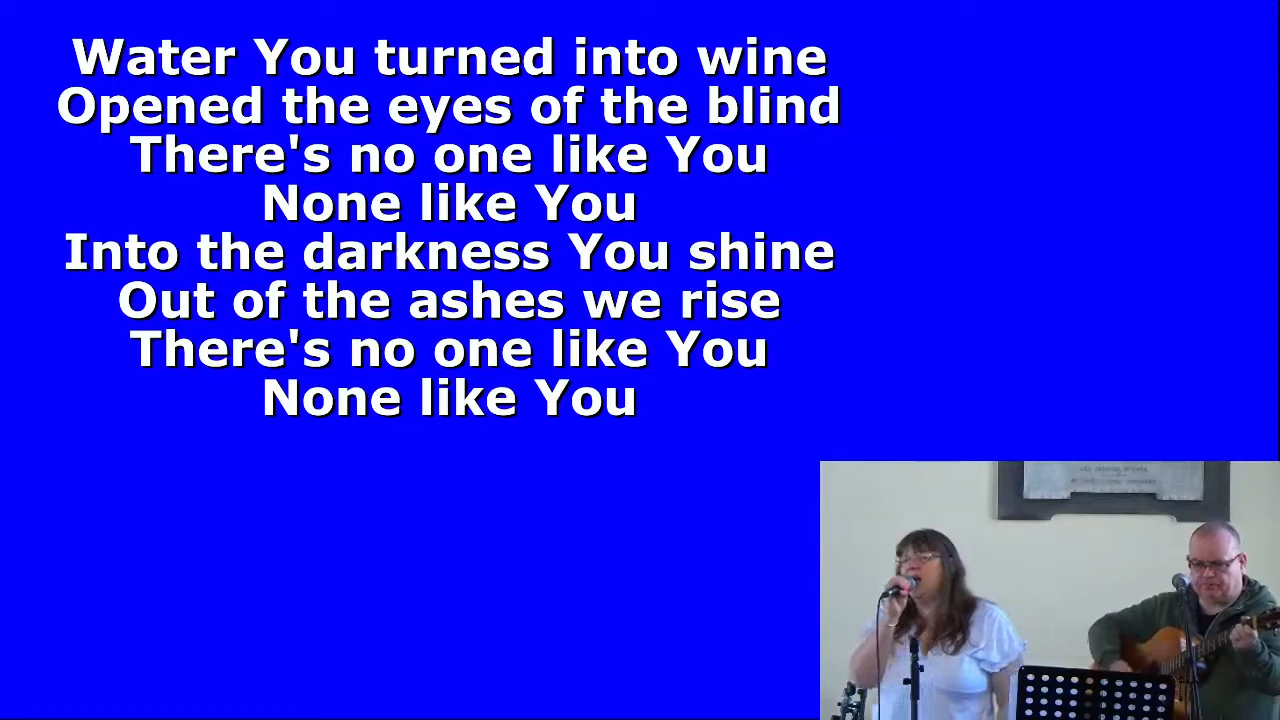 Water You turned into wine
Opened the eyes of the blind
There's no one like You
None like You
Into the darkness You shine
Out of the ashes we rise
There's no one like You
None like You